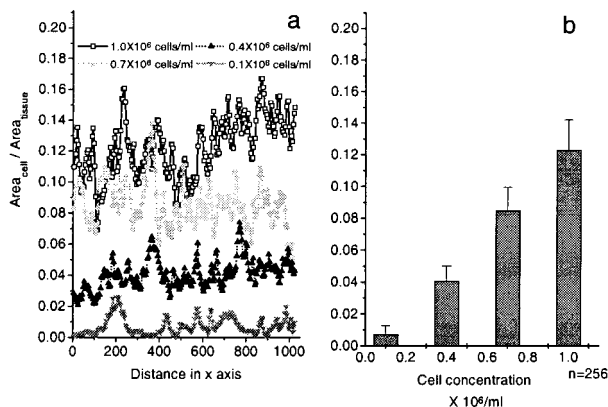 a
b
0.20
0.18
0.16
0.14
0.12
0.10
0.08
0.06
0.04
0.02
0.00
Area cell / Area tissue
1.0X10⁶ cells/ml
0.4X10⁶ cells/ml
0.7X10⁶ cells/ml
0.1X10⁶ cells/ml
0 200 400 600 800 1000
Distance in x axis
0.20
0.18
0.16
0.14
0.12
0.10
0.08
0.06
0.04
0.02
0.00
0.0 0.2 0.4 0.6 0.8 1.0
n=256
Cell concentration
X 10⁶/ml